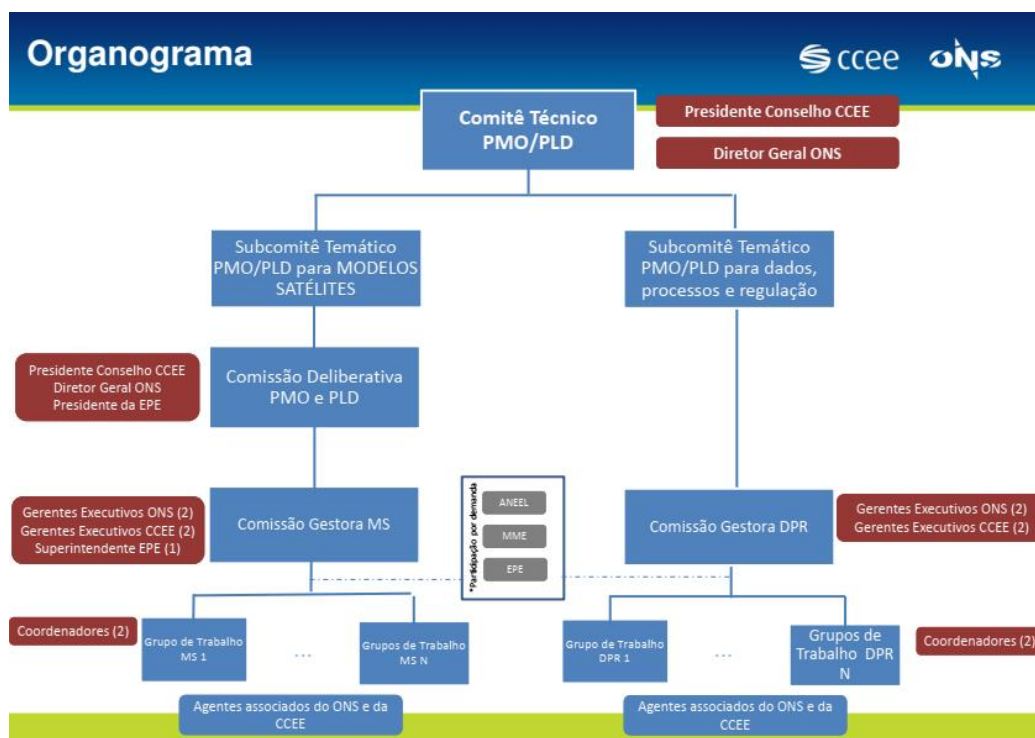 Organograma
ccee
ONS
Comitê Técnico
PMO/PLD
Presidente Conselho CCEE
Diretor Geral ONS
Subcomitê Temático
PMO/PLD para MODELOS
SATÉLITES
Subcomitê Temático
PMO/PLD para dados,
processos e regulação
Presidente Conselho CCEE
Diretor Geral ONS
Presidente da EPE
Comissão Deliberativa
PMO e PLD
Gerentes Executivos ONS (2)
Gerentes Executivos CCEE (2)
Superintendente EPE (1)
Comissão Gestora MS
*Participação por demanda
ANEEL
MME
EPE
Comissão Gestora DPR
Gerentes Executivos ONS (2)
Gerentes Executivos CCEE (2)
Coordenadores (2)
Grupo de Trabalho
MS 1
...
Grupos de Trabalho
MS N
Grupo de Trabalho
DPR 1
...
Grupos de
Trabalho DPR
N
Coordenadores (2)
Agentes associados do ONS e da
CCEE
Agentes associados do ONS e da
CCEE